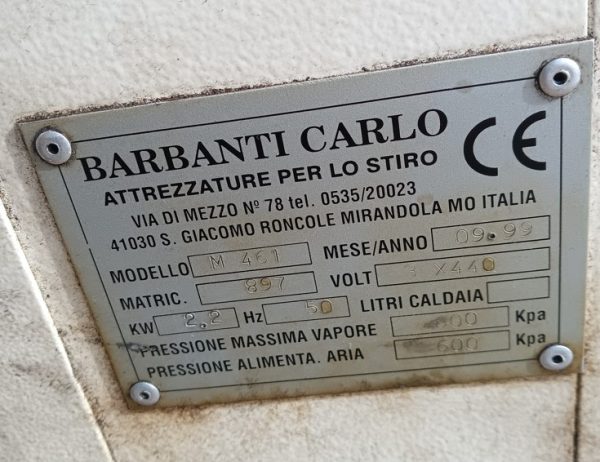 BARBANTI CARLO
CE
ATTREZZATURE PER LO STIRO
VIA DI MEZZO Nº 78 tel. 0535/20023
41030 S. GIACOMO RONCOLE MIRANDOLA MO ITALIA
MODELLO M 461 MESE/ANNO 09.99
MATRIC. 897 VOLT 3X440
KW 2,2 Hz 50 LITRI CALDAIA
PRESSIONE MASSIMA VAPORE Kpa
PRESSIONE ALIMENTA. ARIA 600 Kpa